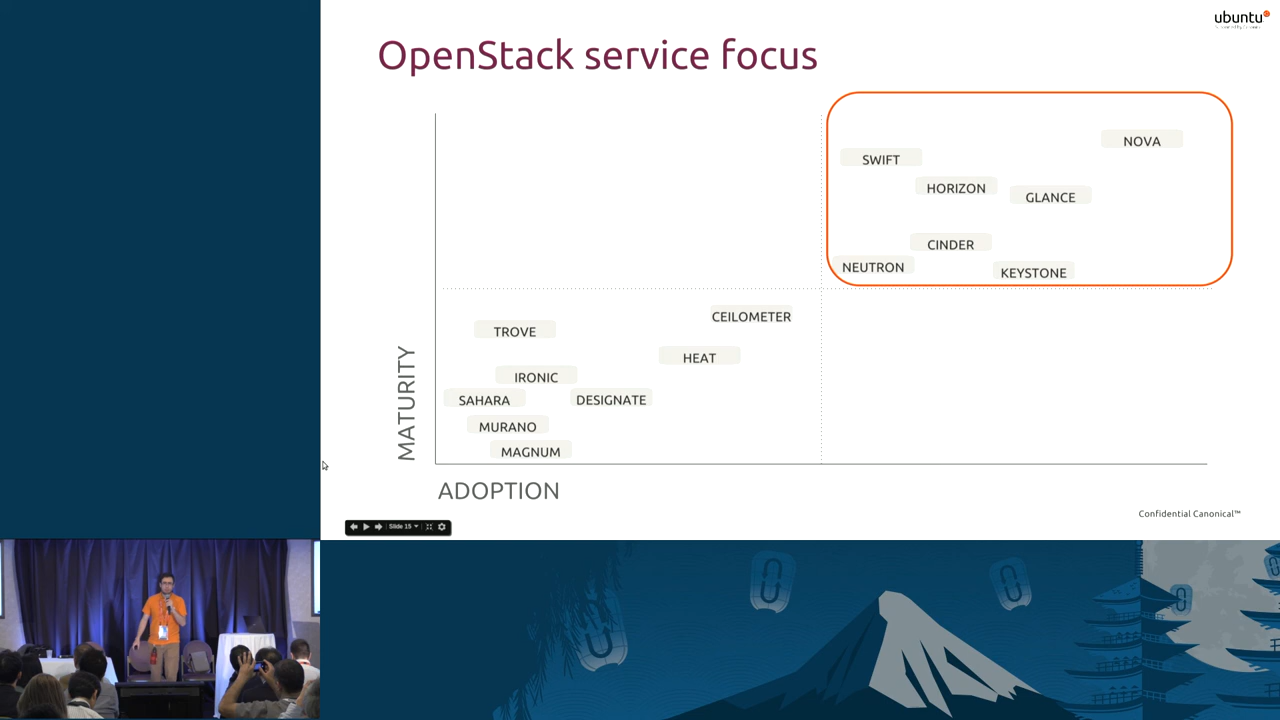 ubuntu
OpenStack service focus
NOVA
SWIFT
HORIZON
GLANCE
CINDER
NEUTRON
KEYSTONE
CEILOMETER
TROVE
HEAT
IRONIC
SAHARA
DESIGNATE
MURANO
MAGNUM
MATURITY
ADOPTION
Confidential Canonical™
Slide 15